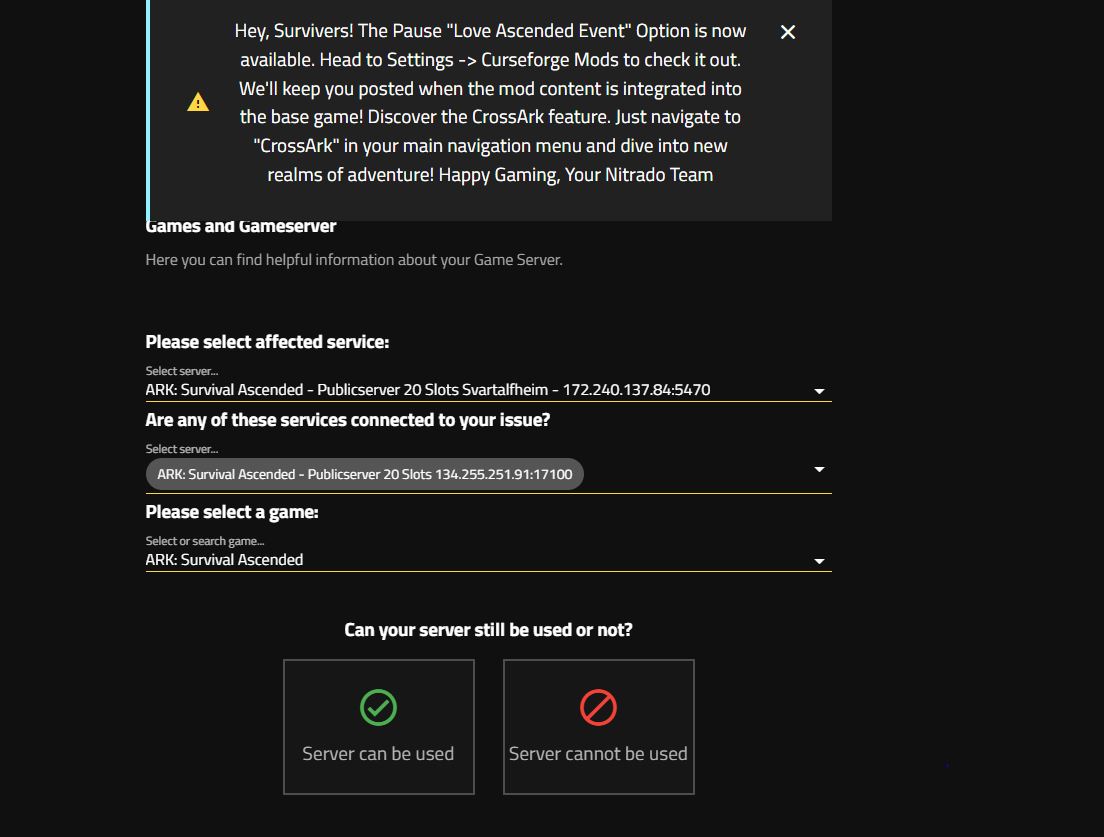 Hey, Survivers! The Pause "Love Ascended Event" Option is now
available. Head to Settings -> Curseforge Mods to check it out.
We'll keep you posted when the mod content is integrated into
the base game! Discover the CrossArk feature. Just navigate to
"CrossArk" in your main navigation menu and dive into new
realms of adventure! Happy Gaming, Your Nitrado Team
Games and Gameserver
Here you can find helpful information about your Game Server.
Please select affected service:
Select server...
ARK: Survival Ascended - Publicserver 20 Slots Svartalfheim - 172.240.137.84:5470
Are any of these services connected to your issue?
Select server...
ARK: Survival Ascended - Publicserver 20 Slots 134.255.251.91:17100
Please select a game:
Select or search game...
ARK: Survival Ascended
Can your server still be used or not?
Server can be used
Server cannot be used